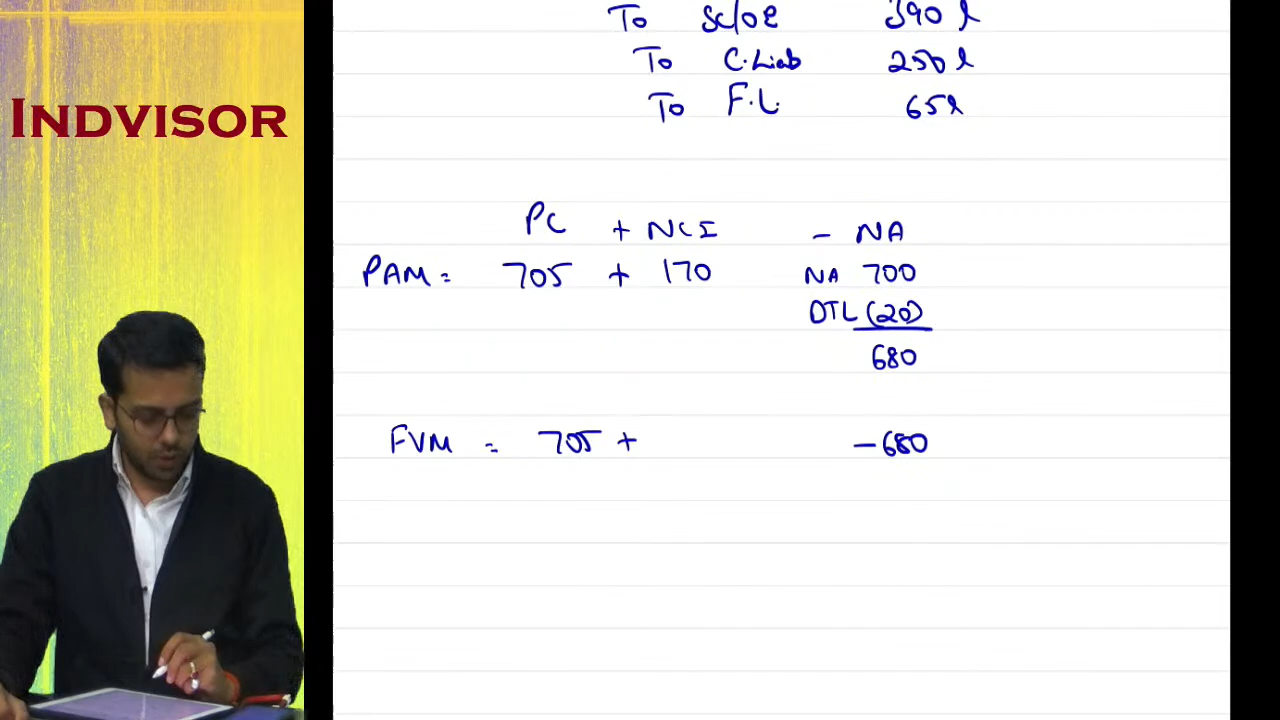 INDVISOR
To Sc/OE 390 l
To C.Liab 250 l
To F.L. 65 l
PC + NCI - NA
PAM = 705 + 170 NA 700
DTL (20)
680
FVM = 705 + - 680